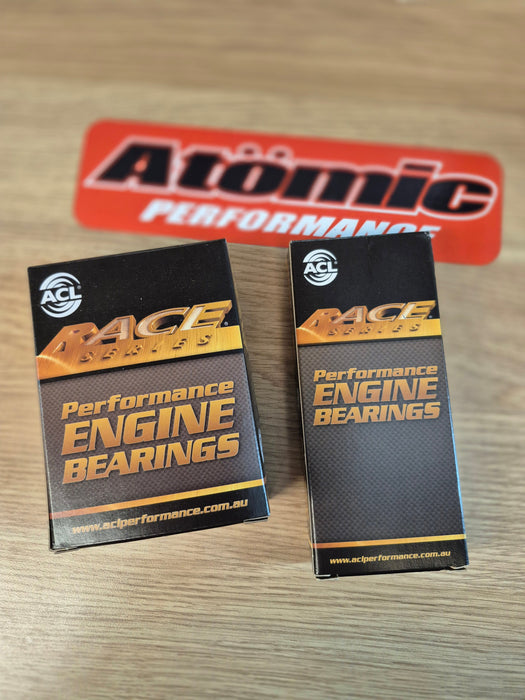 Atömic
PERFORMANCE
ACL
RACE
SERIES
Performance
ENGINE
BEARINGS
www.aclperformance.com.au
ACL
RACE
SERIES
Performance
ENGINE
BEARINGS
www.aclperformance.com.au